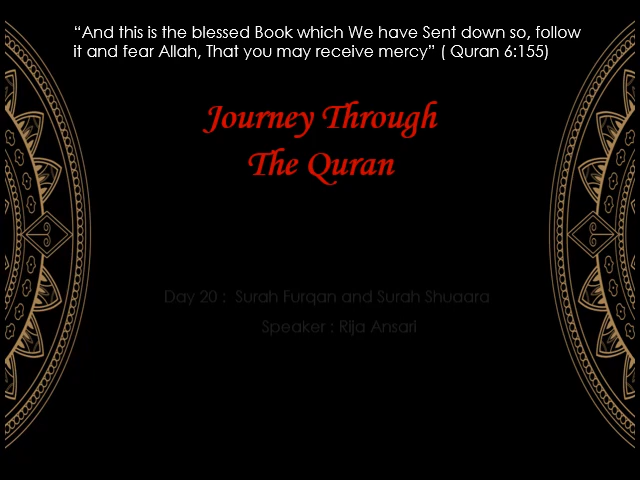 “And this is the blessed Book which We have Sent down so, follow
it and fear Allah, That you may receive mercy” ( Quran 6:155)
Journey Through
The Quran
Day 20 : Surah Furqan and Surah Shuaara
Speaker : Rija Ansari